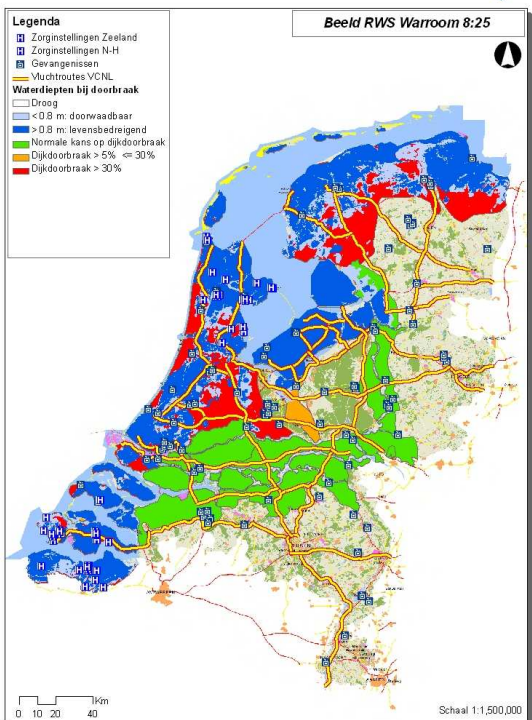 Beeld RWS Warroom 8:25
Legenda
H Zorginstellingen Zeeland
H Zorginstellingen N-H
Gevangenissen
Vluchtroutes VCNL
Waterdiepten bij doorbraak
Droog
< 0.8 m: doorwaadbaar
> 0.8 m: levensbedreigend
Normale kans op dijkdoorbraak
Dijkdoorbraak > 5% <= 30%
Dijkdoorbraak > 30%
Km
0 10 20 40
Schaal 1:1,500,000